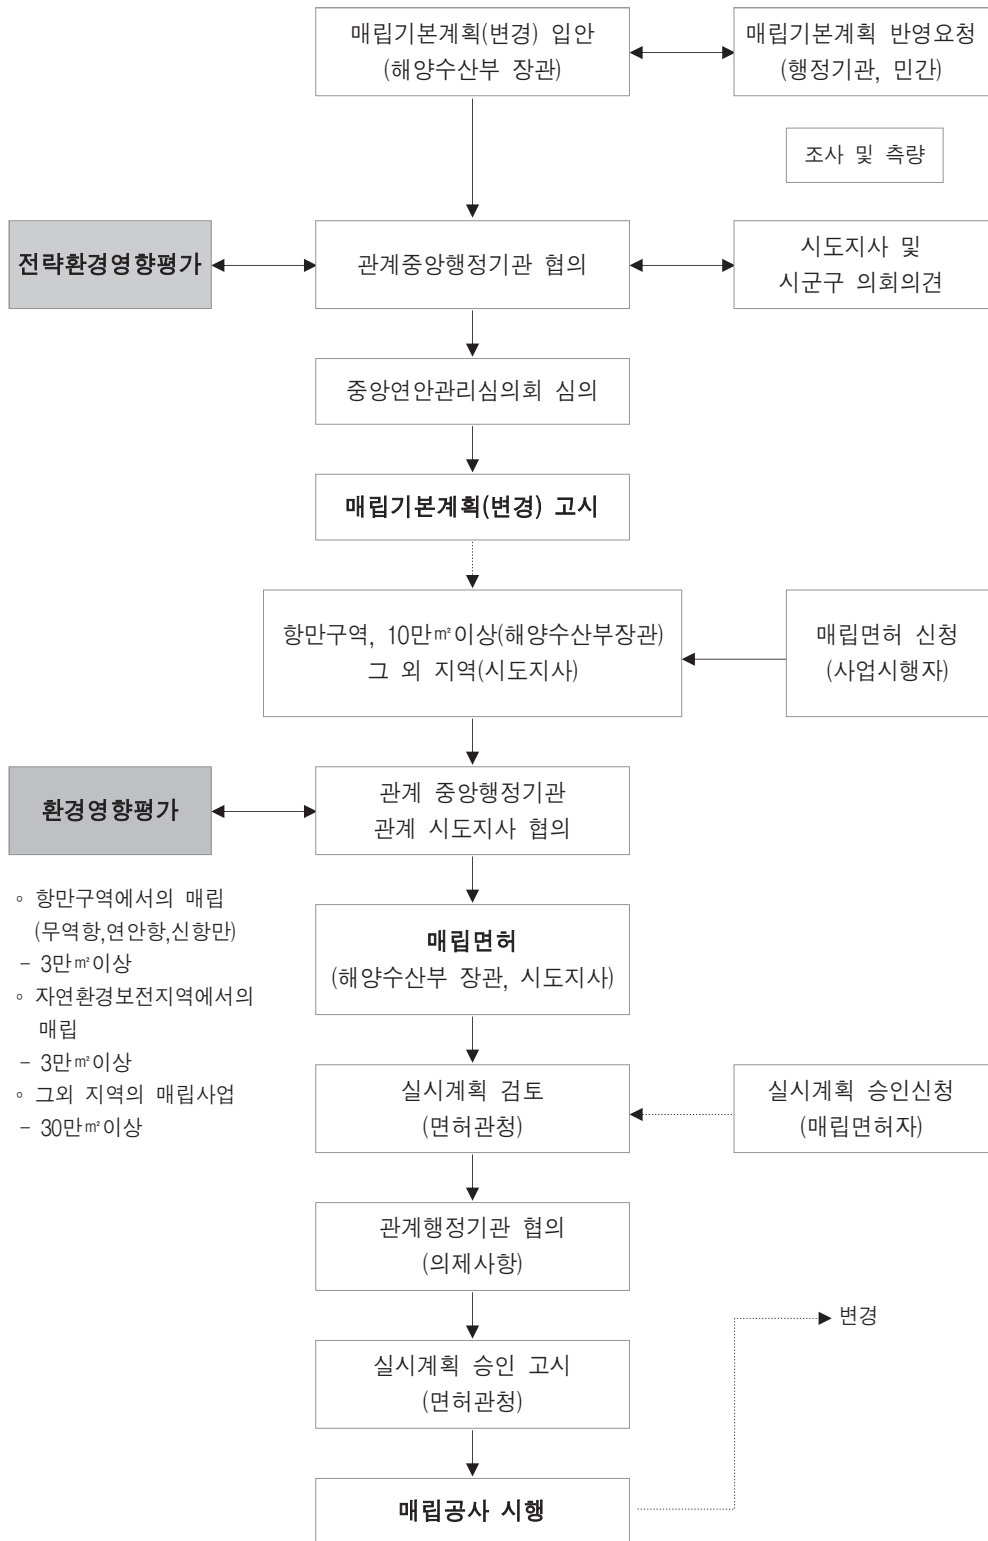 매립기본계획(변경) 입안
(해양수산부 장관)
매립기본계획 반영요청
(행정기관, 민간)
조사 및 측량
전략환경영향평가
관계중앙행정기관 협의
시도지사 및
시군구 의회의견
중앙연안관리심의회 심의
매립기본계획(변경) 고시
항만구역, 10만㎡이상(해양수산부장관)
그 외 지역(시도지사)
매립면허 신청
(사업시행자)
환경영향평가
관계 중앙행정기관
관계 시도지사 협의
◦ 항만구역에서의 매립
(무역항,연안항,신항만)
- 3만㎡이상
◦ 자연환경보전지역에서의
매립
- 3만㎡이상
◦ 그외 지역의 매립사업
- 30만㎡이상
매립면허
(해양수산부 장관, 시도지사)
실시계획 검토
(면허관청)
실시계획 승인신청
(매립면허자)
관계행정기관 협의
(의제사항)
변경
실시계획 승인 고시
(면허관청)
매립공사 시행